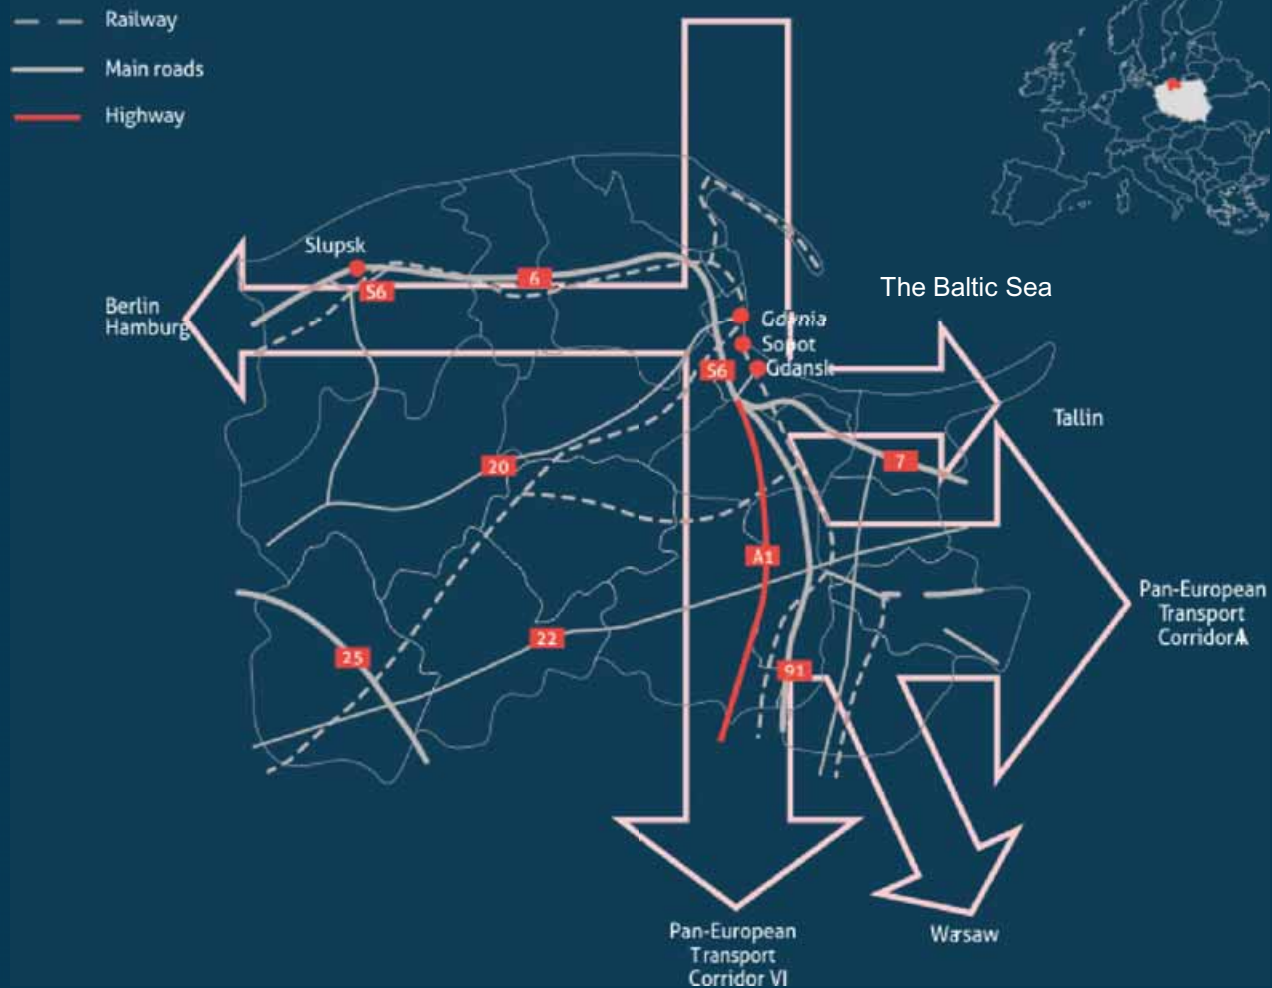 Railway
Main roads
Highway
Slupsk
6
S6
Berlin
Hamburg
The Baltic Sea
Gdynia
Sopot
Gdansk
S6
Tallin
20
7
A1
Pan-European
Transport
Corridor
22
25
91
Pan-European
Transport
Corridor VI
Warsaw